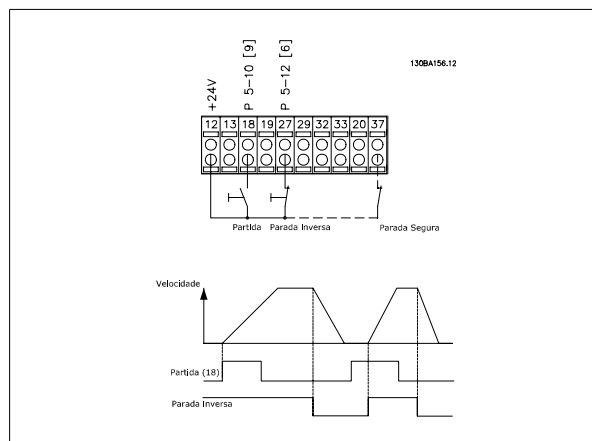 130BA156.12
+24V
P 5-10 [9]
P 5-12 [6]
12 13 18 19 27 29 32 33 20 37
Partida Parada Inversa Parada Segura
Velocidade
Partida (18)
Parada Inversa